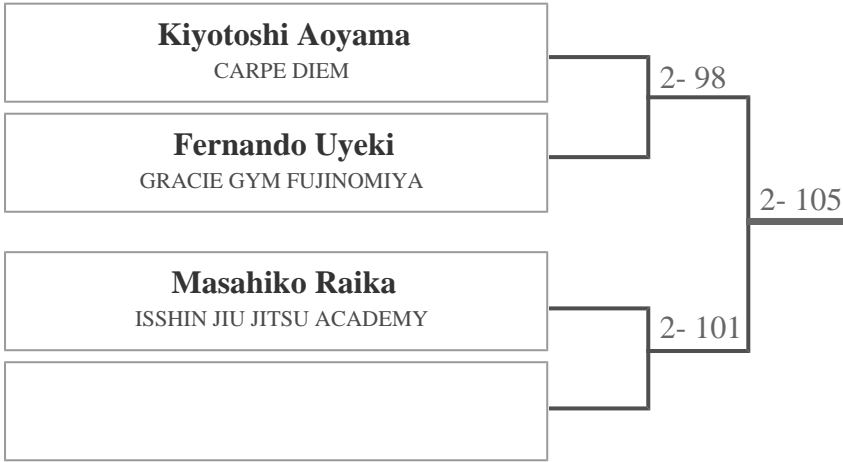 Kiyotoshi Aoyama
CARPE DIEM
2- 98
Fernando Uyeki
GRACIE GYM FUJINOMIYA
2- 105
Masahiko Raika
ISSHIN JIU JITSU ACADEMY
2- 101